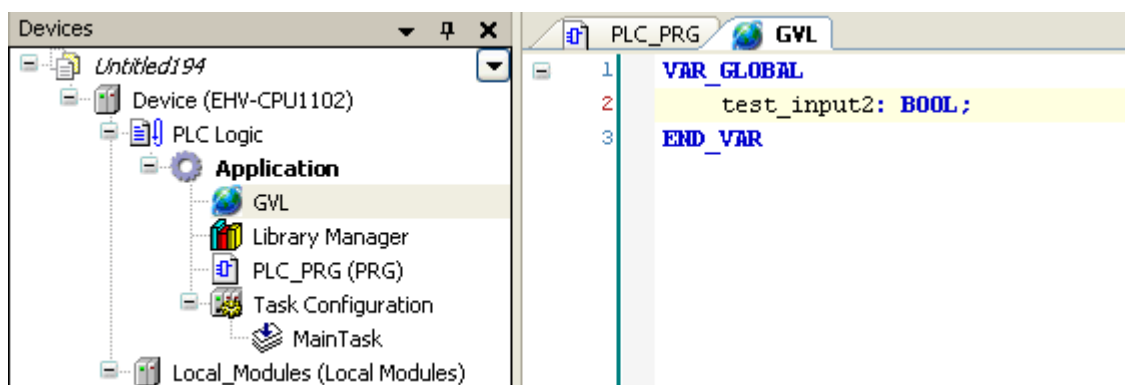 Devices
Untitled194
Device (EHV-CPU1102)
PLC Logic
Application
GVL
Library Manager
PLC_PRG (PRG)
Task Configuration
MainTask
Local_Modules (Local Modules)
PLC_PRG GVL
1 VAR_GLOBAL
2 test_input2: BOOL;
3 END_VAR